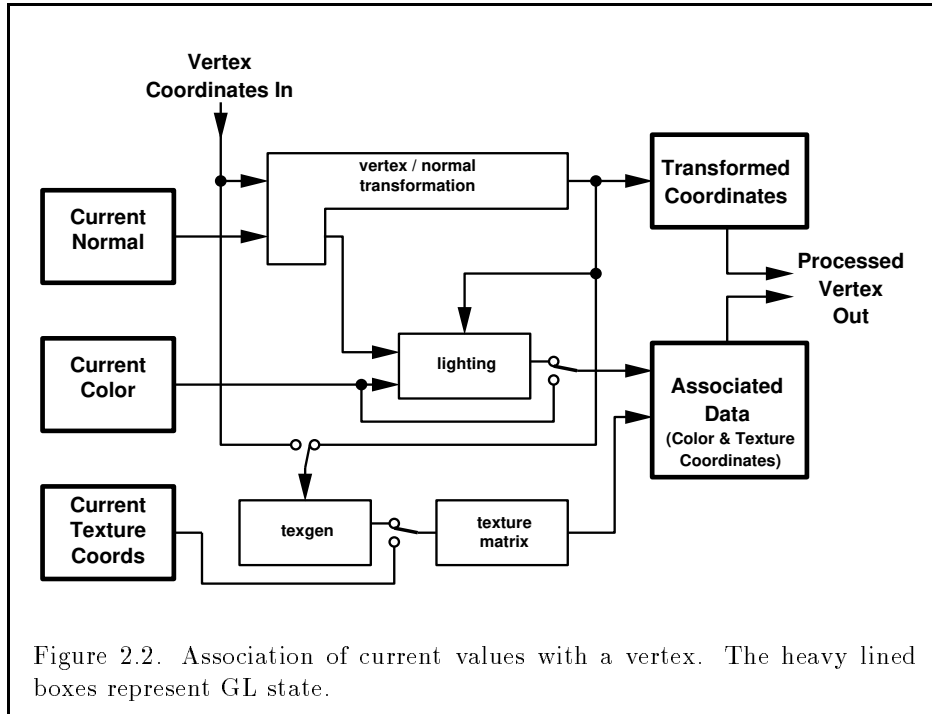 Vertex
Coordinates In
vertex / normal
transformation
Transformed
Coordinates
Current
Normal
Processed
Vertex
Out
Current
Color
lighting
Associated
Data
(Color & Texture
Coordinates)
Current
Texture
Coords
texgen
texture
matrix
Figure 2.2. Association of current values with a vertex. The heavy lined
boxes represent GL state.